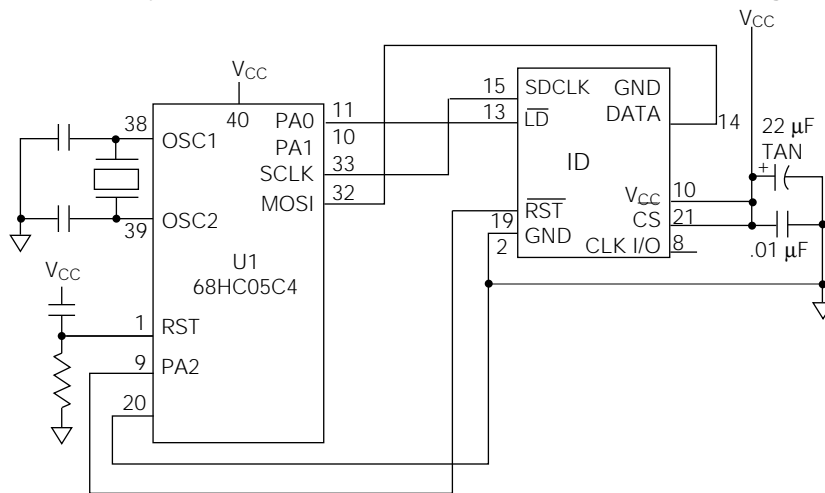 VCC
VCC
40
38
OSC1
OSC2
39
VCC
1
RST
9
PA2
20
U1
68HC05C4
11
PA0
10
PA1
33
SCLK
32
MOSI
15
SDCLK
13
LD
RST
19
GND
2
ID
GND
DATA
14
VCC
10
CS
21
CLK I/O
8
22 µF
+
TAN
.01 µF